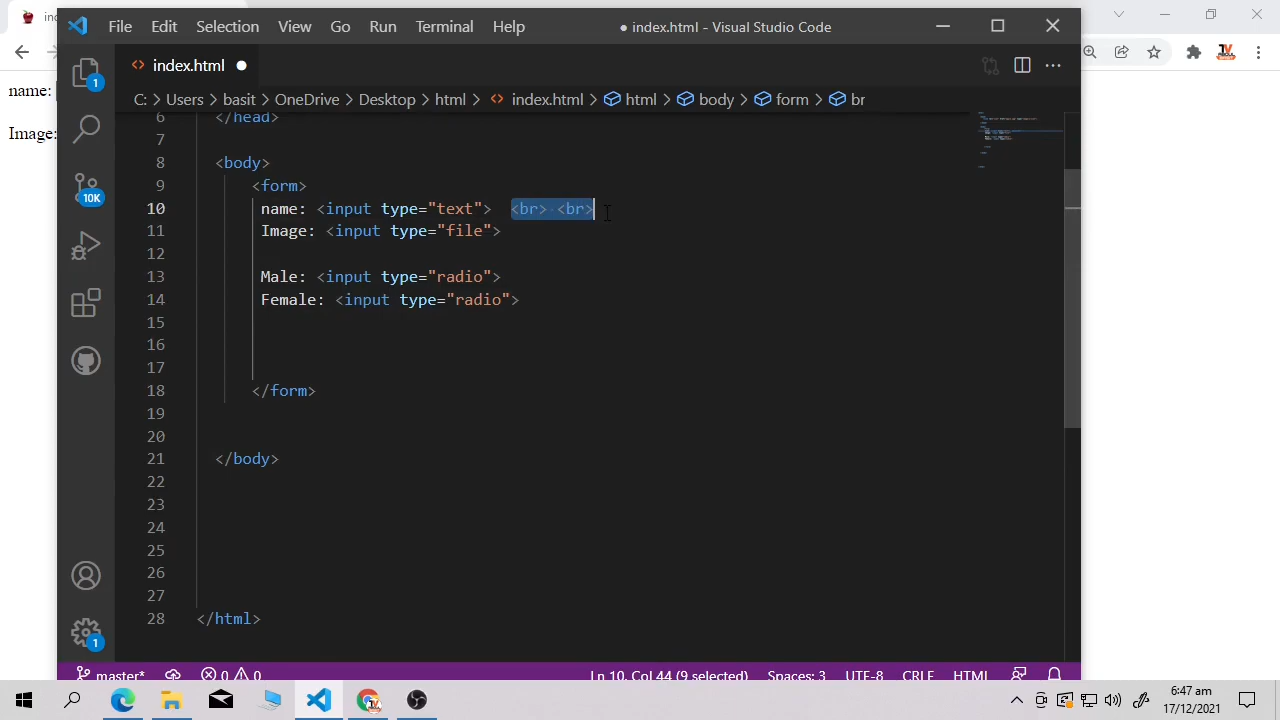 in
File Edit Selection View Go Run Terminal Help
● index.html - Visual Studio Code
index.html ●
C: > Users > basit > OneDrive > Desktop > html > index.html > html > body > form > br
name:
Image:
6 </head>
7
8 <body>
9 <form>
10 name: <input type="text"> <br> <br>
11 Image: <input type="file">
12
13 Male: <input type="radio">
14 Female: <input type="radio">
15
16
17
18 </form>
19
20
21 </body>
22
23
24
25
26
27
28 </html>
1
10K
1
master* 0 0 Ln 10, Col 44 (9 selected) Spaces: 3 UTF-8 CRLF HTML
6:47 am
17/12/2021